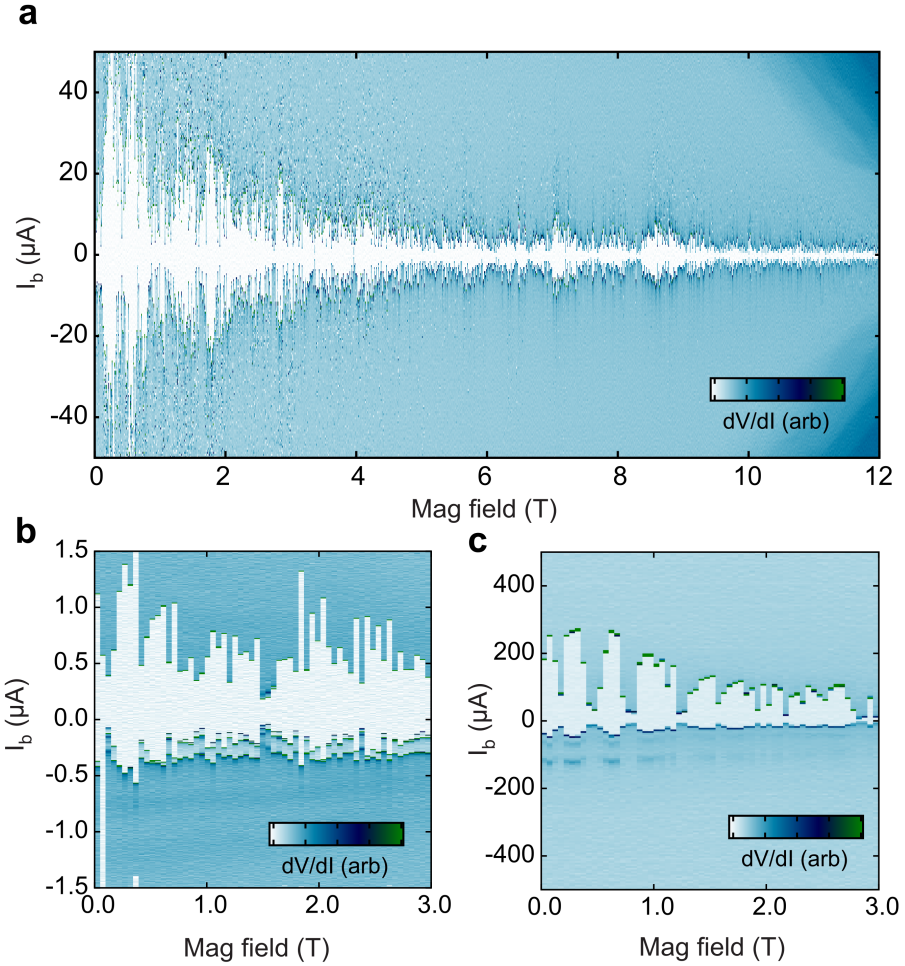 a
40
20
0
-20
-40
I_b (µA)
dV/dI (arb)
0 2 4 6 8 10 12
Mag field (T)
b
1.5
1.0
0.5
0.0
-0.5
-1.0
-1.5
I_b (µA)
dV/dI (arb)
0.0 1.0 2.0 3.0
Mag field (T)
c
400
200
0
-200
-400
I_b (µA)
dV/dI (arb)
0.0 1.0 2.0 3.0
Mag field (T)